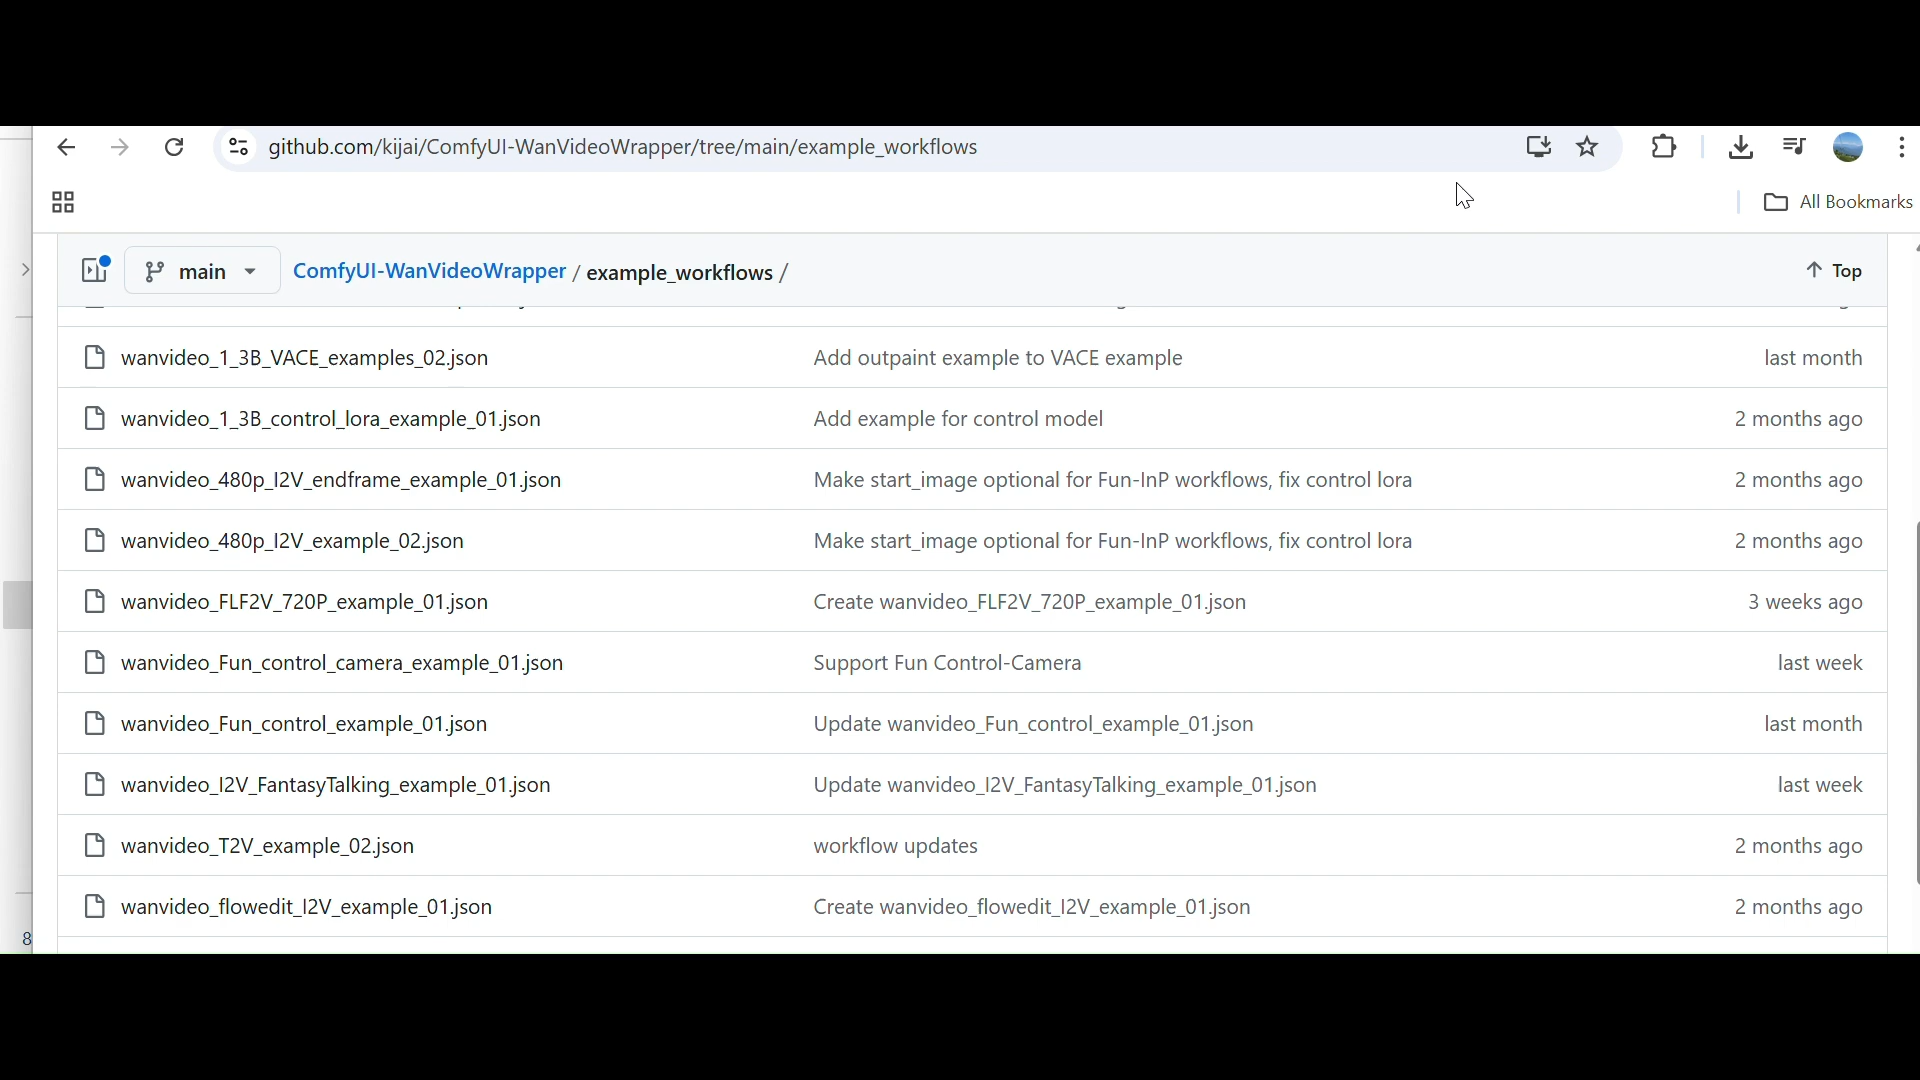 github.com/kijai/ComfyUI-WanVideoWrapper/tree/main/example_workflows
All Bookmarks
main ComfyUI-WanVideoWrapper / example_workflows / Top
wanvideo_1_3B_VACE_examples_02.json Add outpaint example to VACE example last month
wanvideo_1_3B_control_lora_example_01.json Add example for control model 2 months ago
wanvideo_480p_I2V_endframe_example_01.json Make start_image optional for Fun-InP workflows, fix control lora 2 months ago
wanvideo_480p_I2V_example_02.json Make start_image optional for Fun-InP workflows, fix control lora 2 months ago
wanvideo_FLF2V_720P_example_01.json Create wanvideo_FLF2V_720P_example_01.json 3 weeks ago
wanvideo_Fun_control_camera_example_01.json Support Fun Control-Camera last week
wanvideo_Fun_control_example_01.json Update wanvideo_Fun_control_example_01.json last month
wanvideo_I2V_FantasyTalking_example_01.json Update wanvideo_I2V_FantasyTalking_example_01.json last week
wanvideo_T2V_example_02.json workflow updates 2 months ago
wanvideo_flowedit_I2V_example_01.json Create wanvideo_flowedit_I2V_example_01.json 2 months ago
8